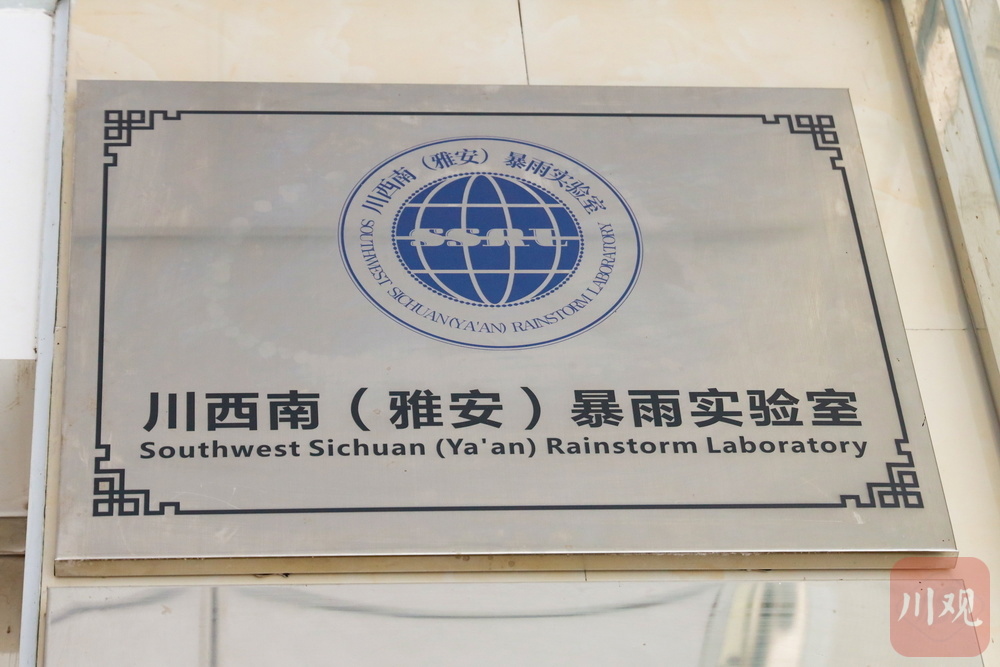 川西南（雅安）暴雨实验室
SSRL
SOUTHWEST SICHUAN(YA'AN) RAINSTORM LABORATORY
川西南（雅安）暴雨实验室
Southwest Sichuan (Ya'an) Rainstorm Laboratory
川观